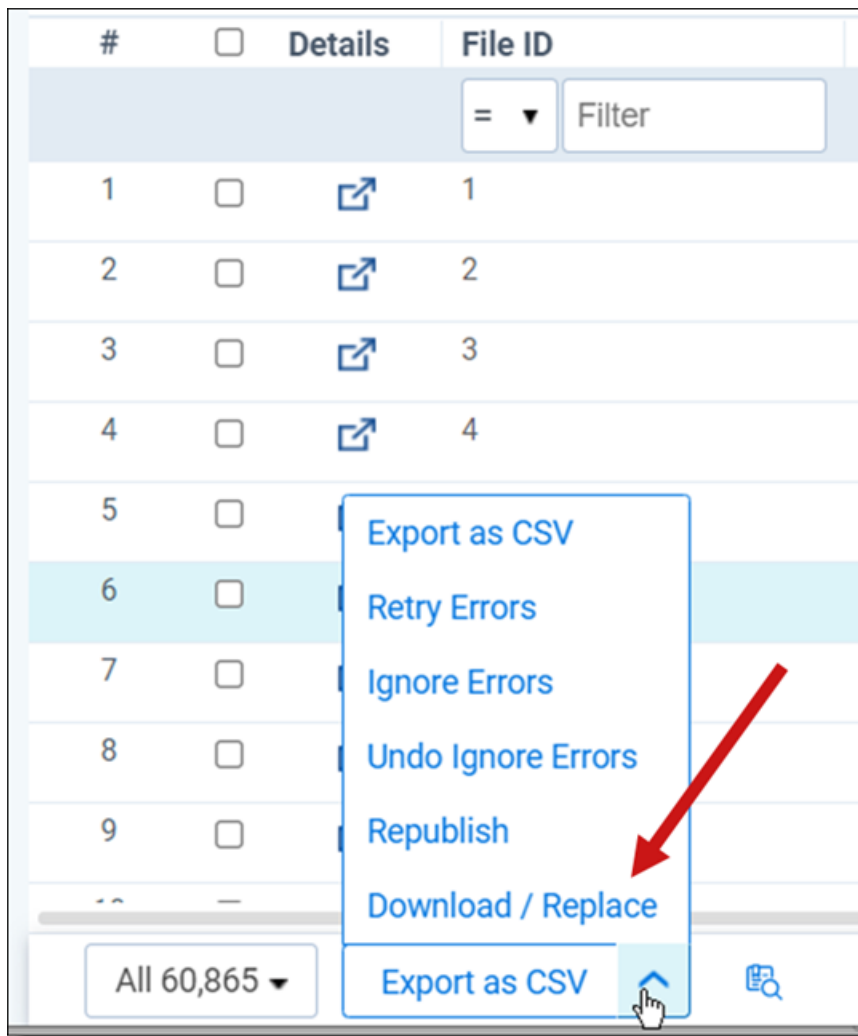 # Details File ID
= Filter
1 1
2 2
3 3
4 4
5
6
7
8
9
Export as CSV
Retry Errors
Ignore Errors
Undo Ignore Errors
Republish
Download / Replace
All 60,865 Export as CSV